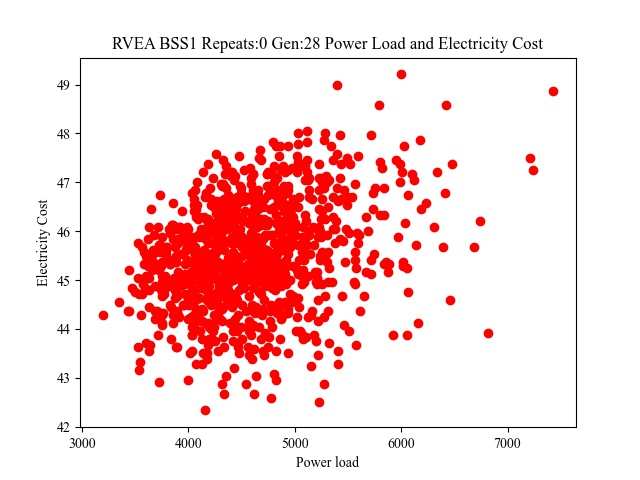 RVEA BSS1 Repeats:0 Gen:28 Power Load and Electricity Cost
49
48
47
46
45
44
43
42
Electricity Cost
3000 4000 5000 6000 7000
Power load